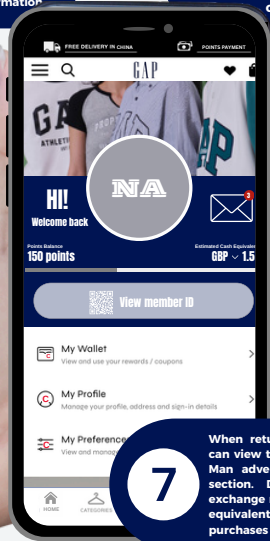 FREE DELIVERY IN CHINA
POINTS PAYMENT
GAP
GAP
ATHLETI
NA
HI!
Welcome back
2
Points Balance
150 points
Estimated Cash Equivale
GBP 1.5
View member ID
My Wallet
View and use your rewards / coupons
My Profile
Manage your profile, address and sign-in details
My Preference
View and manag
HOME
CATEGORIES
7
When retu
can view t
Man adve
section. D
exchange
equivalent
purchases